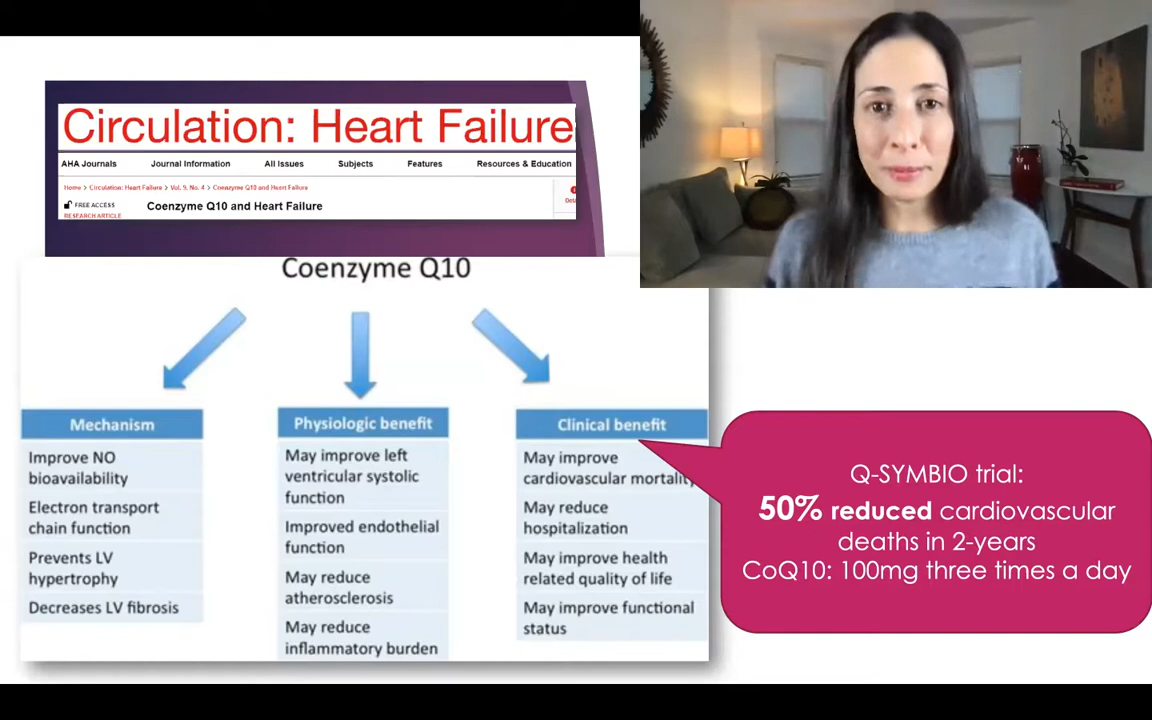 Circulation: Heart Failure
AHA Journals Journal Information All Issues Subjects Features Resources & Education
Home > Circulation: Heart Failure > Vol. 9, No. 4 > Coenzyme Q10 and Heart Failure
FREE ACCESS
RESEARCH ARTICLE
Coenzyme Q10 and Heart Failure
Coenzyme Q10
Mechanism
Improve NO
bioavailability
Electron transport
chain function
Prevents LV
hypertrophy
Decreases LV fibrosis
Physiologic benefit
May improve left
ventricular systolic
function
Improved endothelial
function
May reduce
atherosclerosis
May reduce
inflammatory burden
Clinical benefit
May improve
cardiovascular mortality
May reduce
hospitalization
May improve health
related quality of life
May improve functional
status
Q-SYMBIO trial:
50% reduced cardiovascular
deaths in 2-years
CoQ10: 100mg three times a day